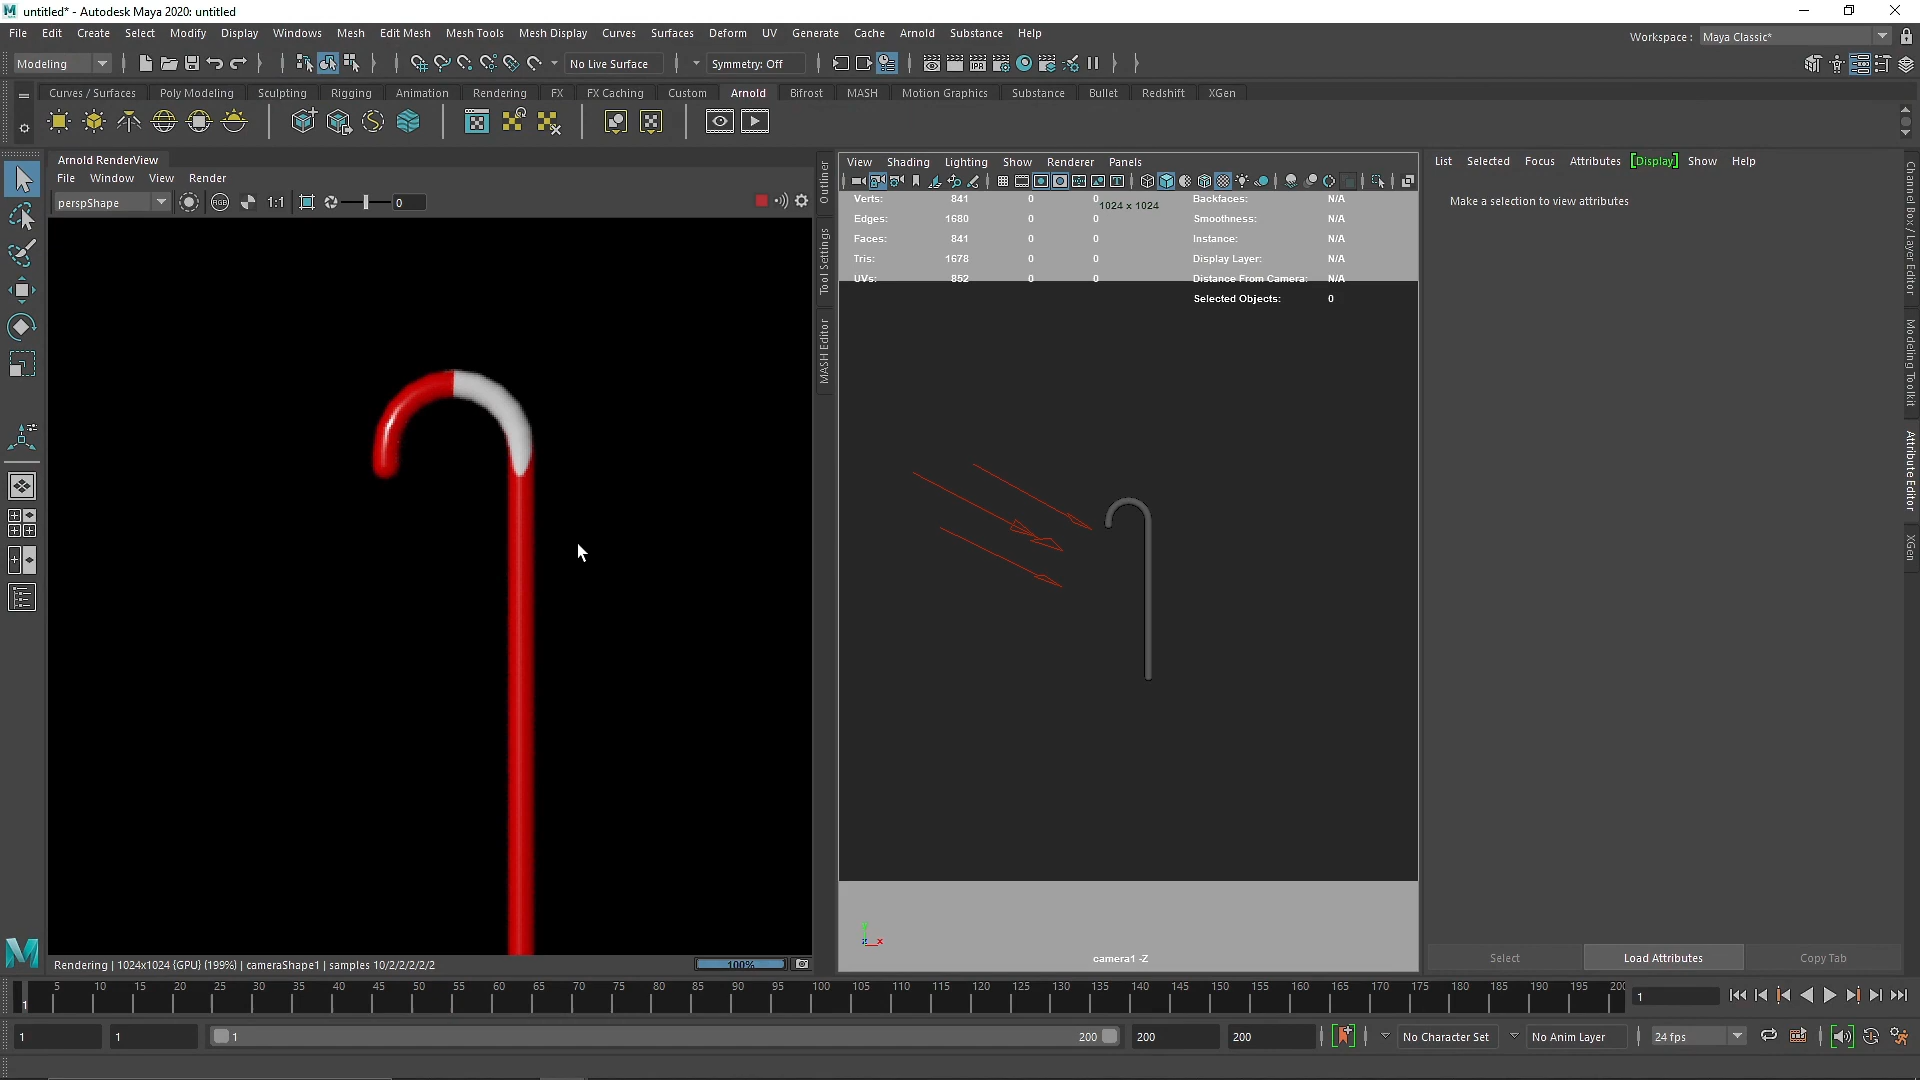 untitled* - Autodesk Maya 2020: untitled
File Edit Create Select Modify Display Windows Mesh Edit Mesh Mesh Tools Mesh Display Curves Surfaces Deform UV Generate Cache Arnold Substance Help
Workspace : Maya Classic*
Modeling No Live Surface Symmetry: Off
Curves / Surfaces Poly Modeling Sculpting Rigging Animation Rendering FX FX Caching Custom Arnold Bifrost MASH Motion Graphics Substance Bullet Redshift XGen
Arnold RenderView
File Window View Render
perspShape RGB 1:1 0
Outliner
Tool Settings
MASH Editor
View Shading Lighting Show Renderer Panels
Verts: 841 0 0 Backfaces: N/A
1024 x 1024
Edges: 1680 0 0 Smoothness: N/A
Faces: 841 0 0 Instance: N/A
Tris: 1678 0 0 Display Layer: N/A
UVs: 852 0 0 Distance From Camera: N/A
Selected Objects: 0
camera1 -Z
List Selected Focus Attributes [Display] Show Help
Make a selection to view attributes
Channel Box / Layer Editor
Modeling Toolkit
Attribute Editor
XGen
Select Load Attributes Copy Tab
Rendering | 1024x1024 {GPU} (199%) | cameraShape1 | samples 10/2/2/2/2/2 100%
5 10 15 20 25 30 35 40 45 50 55 60 65 70 75 80 85 90 95 100 105 110 115 120 125 130 135 140 145 150 155 160 165 170 175 180 185 190 195 200
1 1
1 1 1 200 200 200 No Character Set No Anim Layer 24 fps